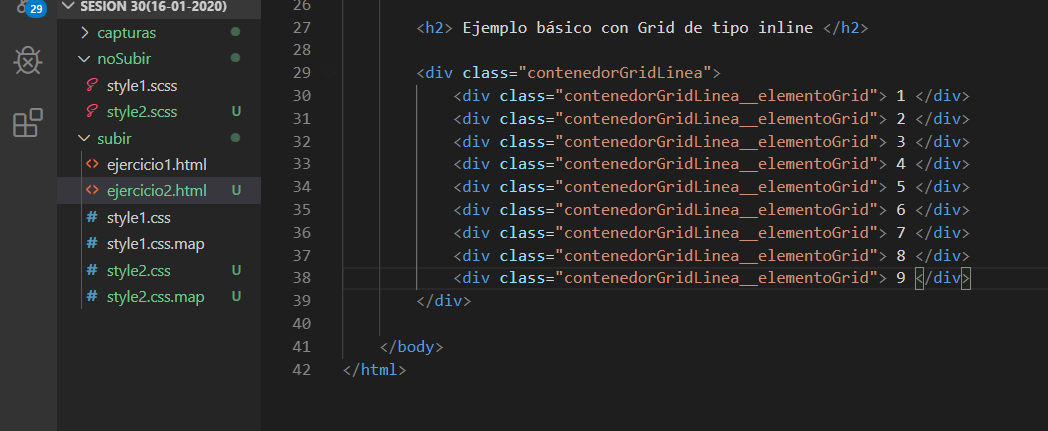 29
SESION 30(16-01-2020)
capturas
noSubir
style1.scss
style2.scss U
subir
ejercicio1.html
ejercicio2.html U
style1.css
style1.css.map
style2.css U
style2.css.map U
26
27 <h2> Ejemplo básico con Grid de tipo inline </h2>
28
29 <div class="contenedorGridLinea">
30 <div class="contenedorGridLinea__elementoGrid"> 1 </div>
31 <div class="contenedorGridLinea__elementoGrid"> 2 </div>
32 <div class="contenedorGridLinea__elementoGrid"> 3 </div>
33 <div class="contenedorGridLinea__elementoGrid"> 4 </div>
34 <div class="contenedorGridLinea__elementoGrid"> 5 </div>
35 <div class="contenedorGridLinea__elementoGrid"> 6 </div>
36 <div class="contenedorGridLinea__elementoGrid"> 7 </div>
37 <div class="contenedorGridLinea__elementoGrid"> 8 </div>
38 <div class="contenedorGridLinea__elementoGrid"> 9 </div>
39 </div>
40
41 </body>
42 </html>